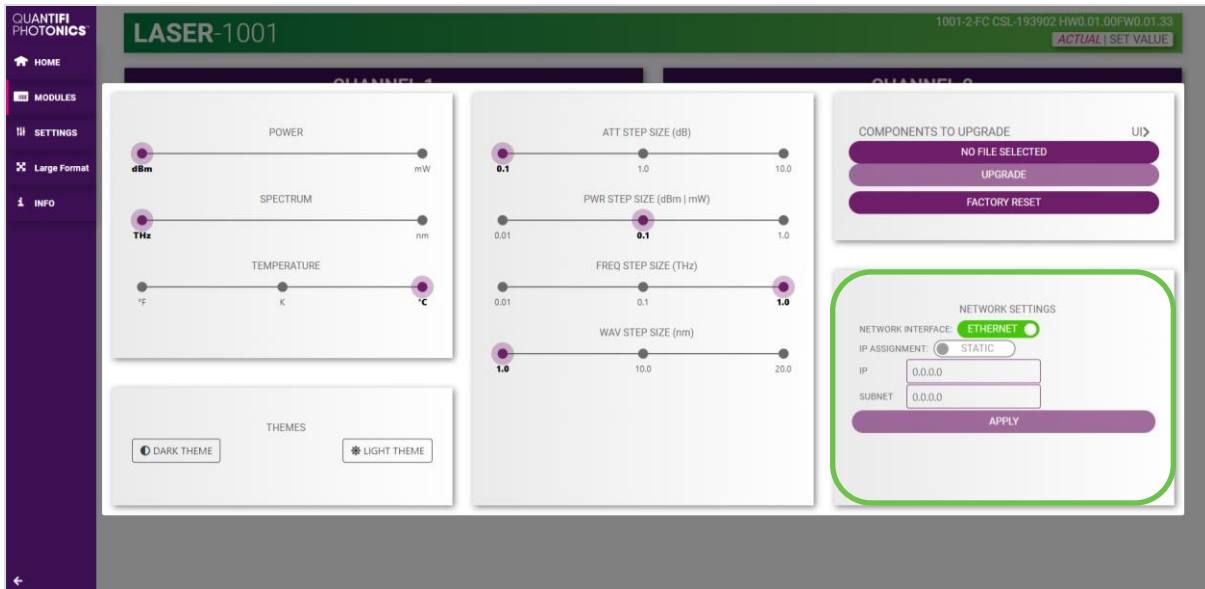 QUANTIFI
PHOTONICS™
HOME
MODULES
SETTINGS
Large Format
INFO
LASER-1001
1001-2-FC CSL-193902 HW0.01.00FW0.01.33
ACTUAL | SET VALUE
CHANNEL 1
CHANNEL 2
POWER
dBm
mW
SPECTRUM
THz
nm
TEMPERATURE
°F
K
°C
THEMES
DARK THEME
LIGHT THEME
ATT STEP SIZE (dB)
0.1
1.0
10.0
PWR STEP SIZE (dBm | mW)
0.01
0.1
1.0
FREQ STEP SIZE (THz)
0.01
0.1
1.0
WAV STEP SIZE (nm)
1.0
10.0
20.0
COMPONENTS TO UPGRADE
UI
NO FILE SELECTED
UPGRADE
FACTORY RESET
NETWORK SETTINGS
NETWORK INTERFACE: ETHERNET
IP ASSIGNMENT: STATIC
IP 0.0.0.0
SUBNET 0.0.0.0
APPLY